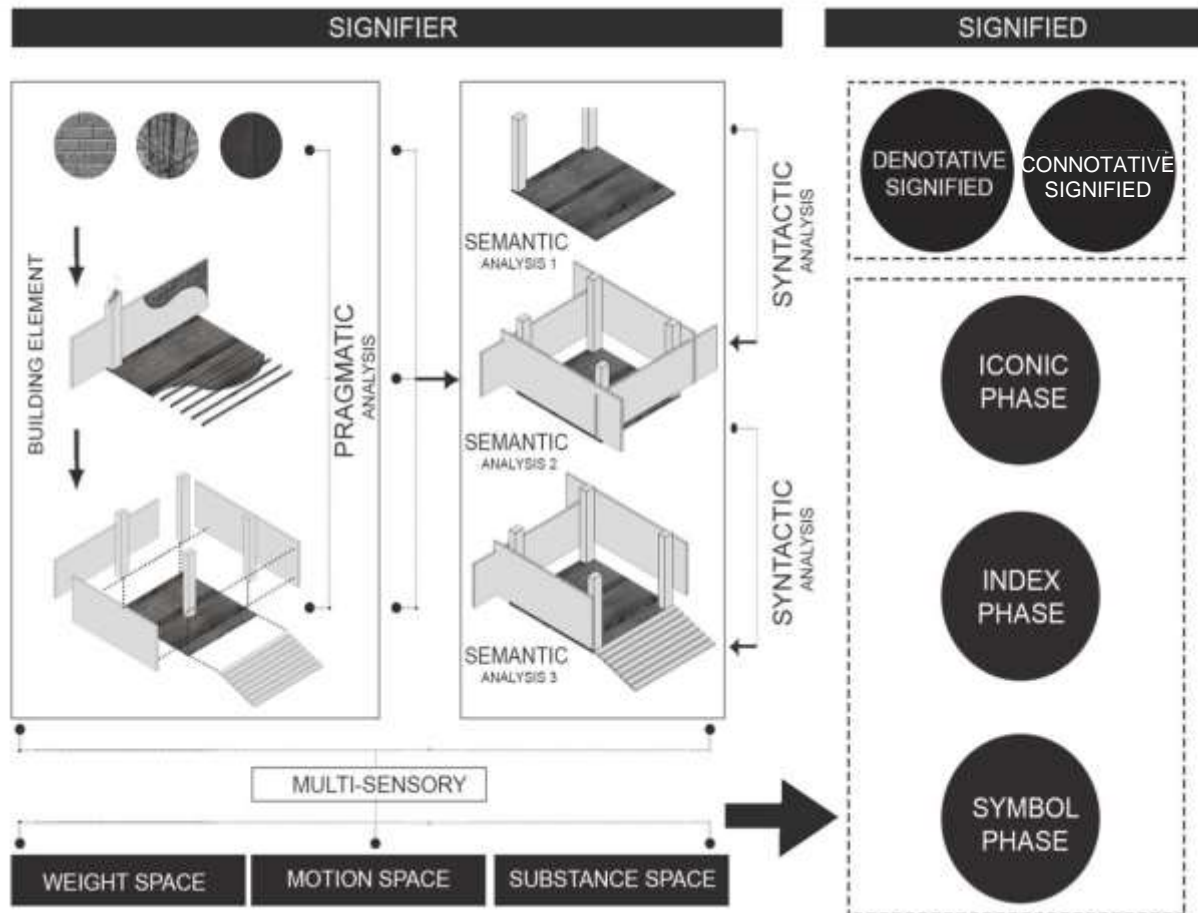 SIGNIFIER
SIGNIFIED
BUILDING ELEMENT
PRAGMATIC
ANALYSIS
SEMANTIC
ANALYSIS 1
SEMANTIC
ANALYSIS 2
SEMANTIC
ANALYSIS 3
SYNTACTIC
ANALYSIS
SYNTACTIC
ANALYSIS
DENOTATIVE
SIGNIFIED
CONNOTATIVE
SIGNIFIED
ICONIC
PHASE
INDEX
PHASE
SYMBOL
PHASE
MULTI-SENSORY
WEIGHT SPACE
MOTION SPACE
SUBSTANCE SPACE